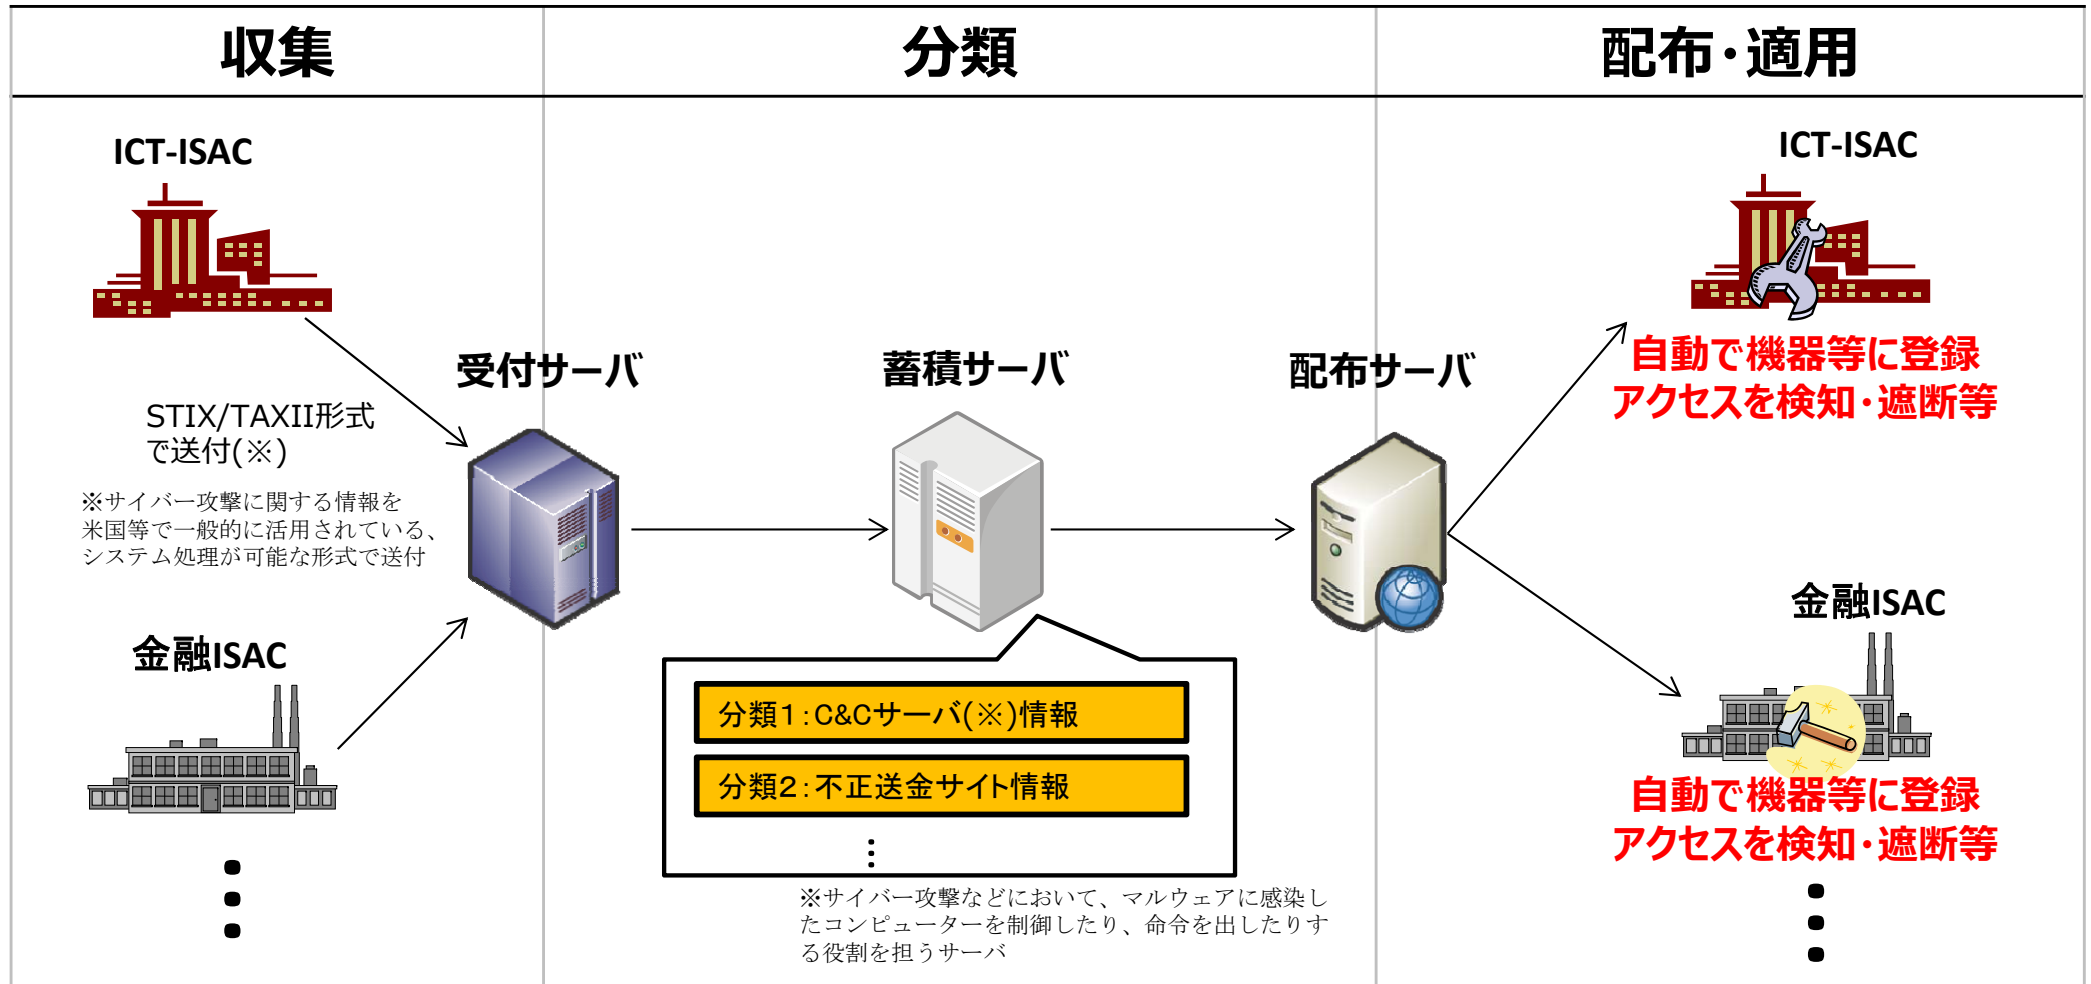 収集
分類
配布・適用
ICT-ISAC
ICT-ISAC
自動で機器等に登録
アクセスを検知・遮断等
受付サーバ
蓄積サーバ
配布サーバ
STIX/TAXII形式
で送付(※)
※サイバー攻撃に関する情報を
米国等で一般的に活用されている、
システム処理が可能な形式で送付
金融ISAC
金融ISAC
分類1:C&Cサーバ(※)情報
分類2:不正送金サイト情報
⋮
※サイバー攻撃などにおいて、マルウェアに感染し
たコンピューターを制御したり、命令を出したりす
る役割を担うサーバ
自動で機器等に登録
アクセスを検知・遮断等